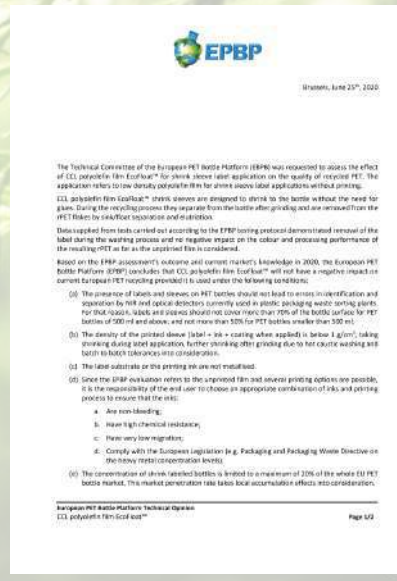 EPBP
Brussels, June 25th, 2020
The Technical Committee of the European PET Bottle Platform (EBPB) was requested to assess the effect
of CCL polyolefin film EcoFloat™ for shrink sleeve label application on the quality of recycled PET. The
application refers to low density polyolefin film for shrink sleeve label applications without printing.
CCL polyolefin film EcoFloat™ shrink sleeves are designed to shrink to the bottle without the need for
glues. During the recycling process they separate from the bottle after grinding and are removed from the
rPET flakes by sink/float separation and elutriation.
Data supplied from tests carried out according to the EPBP testing protocol demonstrated removal of the
label during the washing process and no negative impact on the colour and processing performance of
the resulting rPET as far as the unprinted film is considered.
Based on the EPBP assessment's outcome and current market's knowledge in 2020, the European PET
Bottle Platform (EPBP) concludes that CCL polyolefin film EcoFloat™ will not have a negative impact on
current European PET recycling provided it is used under the following conditions:
(a) The presence of labels and sleeves on PET bottles should not lead to errors in identification and
separation by NIR and optical detectors currently used in plastic packaging waste sorting plants.
For that reason, labels and sleeves should not cover more than 70% of the bottle surface for PET
bottles of 500 ml and above, and not more than 50% for PET bottles smaller than 500 ml.
(b) The density of the printed sleeve (label + ink + coating when applied) is below 1 g/cm³, taking
shrinking during label application, further shrinking after grinding due to hot caustic washing and
batch to batch tolerances into consideration.
(c) The label substrate or the printing ink are not metallised.
(d) Since the EPBP evaluation refers to the unprinted film and several printing options are possible,
it is the responsibility of the end user to choose an appropriate combination of inks and printing
process to ensure that the inks:
a. Are non-bleeding;
b. Have high chemical resistance;
c. Have very low migration;
d. Comply with the European Legislation (e.g. Packaging and Packaging Waste Directive on
the heavy metal concentration levels);
(e) The concentration of shrink labelled bottles is limited to a maximum of 20% of the whole EU PET
bottle market. This market penetration rate takes local accumulation effects into consideration.
European PET Bottle Platform Technical Opinion
CCL polyolefin film EcoFloat™ Page 1/2